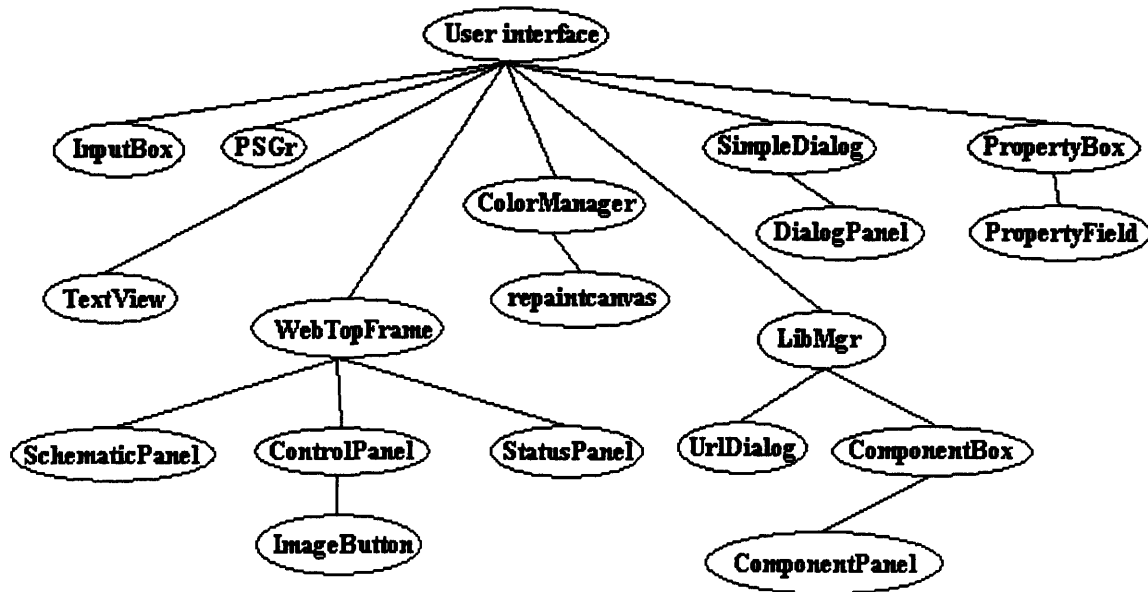 User interface
InputBox
PSGr
SimpleDialog
PropertyBox
ColorManager
DialogPanel
PropertyField
TextView
repaintcanvas
WebTopFrame
LibMgr
SchematicPanel
ControlPanel
StatusPanel
UrlDialog
ComponentBox
ImageButton
ComponentPanel